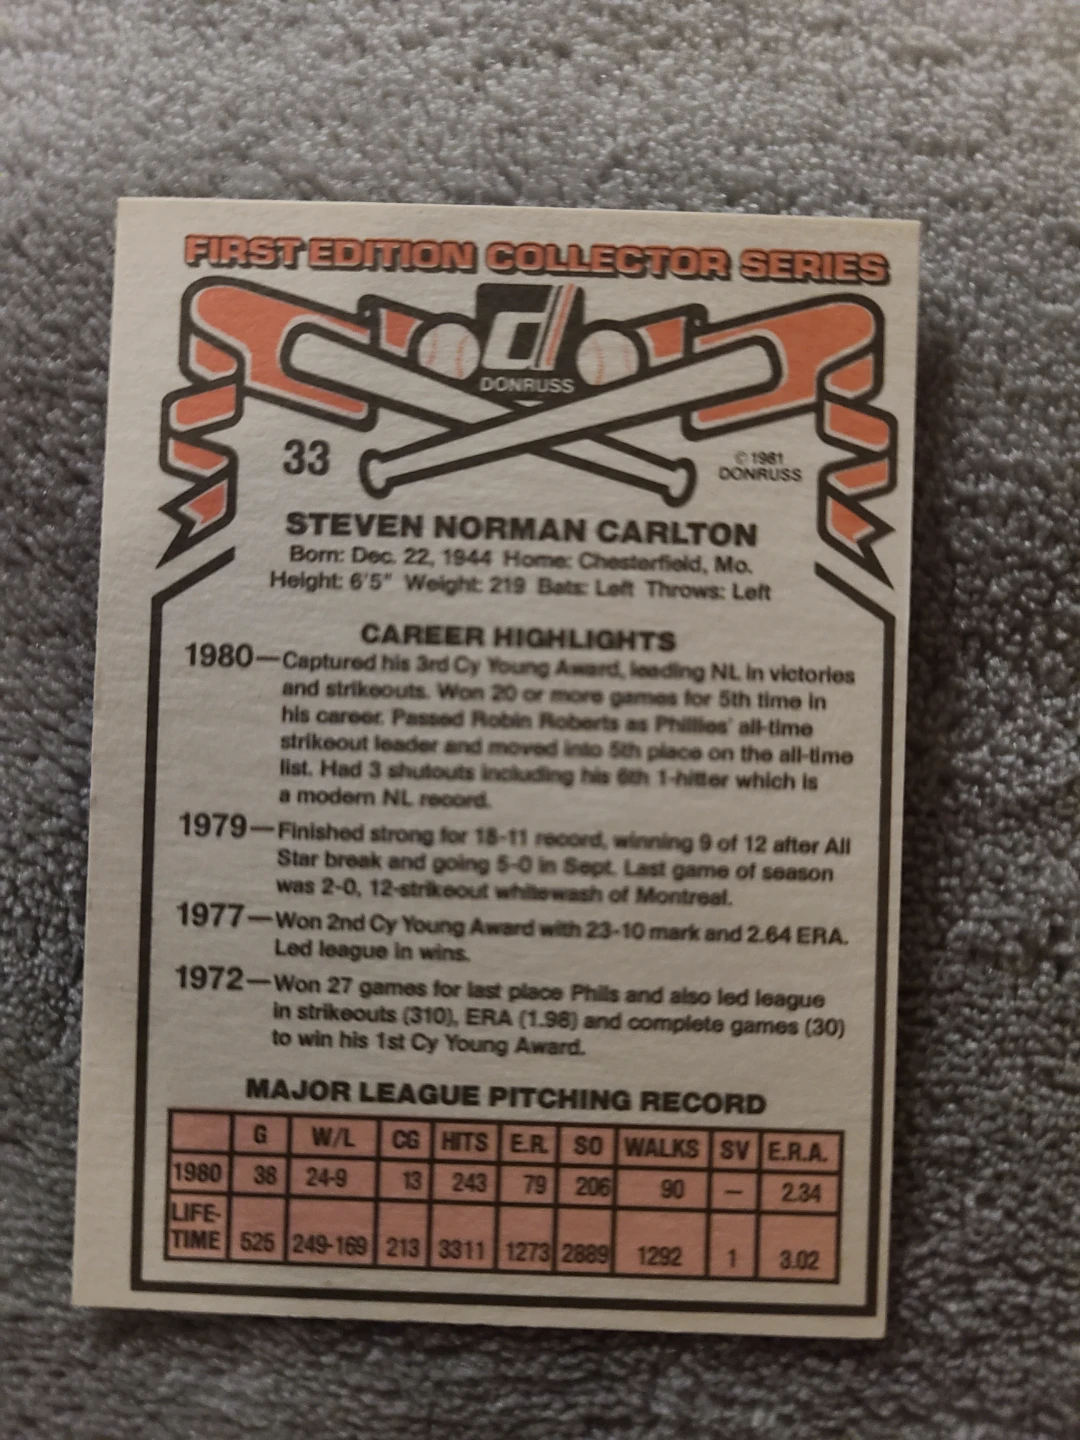 FIRST EDITION COLLECTOR SERIES
d
DONRUSS
33
© 1981
DONRUSS
STEVEN NORMAN CARLTON
Born: Dec. 22, 1944 Home: Chesterfield, Mo.
Height: 6'5" Weight: 219 Bats: Left Throws: Left
CAREER HIGHLIGHTS
1980—Captured his 3rd Cy Young Award, leading NL in victories
and strikeouts. Won 20 or more games for 5th time in
his career. Passed Robin Roberts as Phillies' all-time
strikeout leader and moved into 5th place on the all-time
list. Had 3 shutouts including his 6th 1-hitter which is
a modern NL record.
1979—Finished strong for 18-11 record, winning 9 of 12 after All
Star break and going 5-0 in Sept. Last game of season
was 2-0, 12-strikeout whitewash of Montreal.
1977—Won 2nd Cy Young Award with 23-10 mark and 2.64 ERA.
Led league in wins.
1972—Won 27 games for last place Phils and also led league
in strikeouts (310), ERA (1.98) and complete games (30)
to win his 1st Cy Young Award.
MAJOR LEAGUE PITCHING RECORD
G W/L CG HITS E.R. SO WALKS SV E.R.A.
1980 38 24-9 13 243 79 206 90 — 2.34
LIFE-
TIME 525 249-169 213 3311 1273 2889 1292 1 3.02